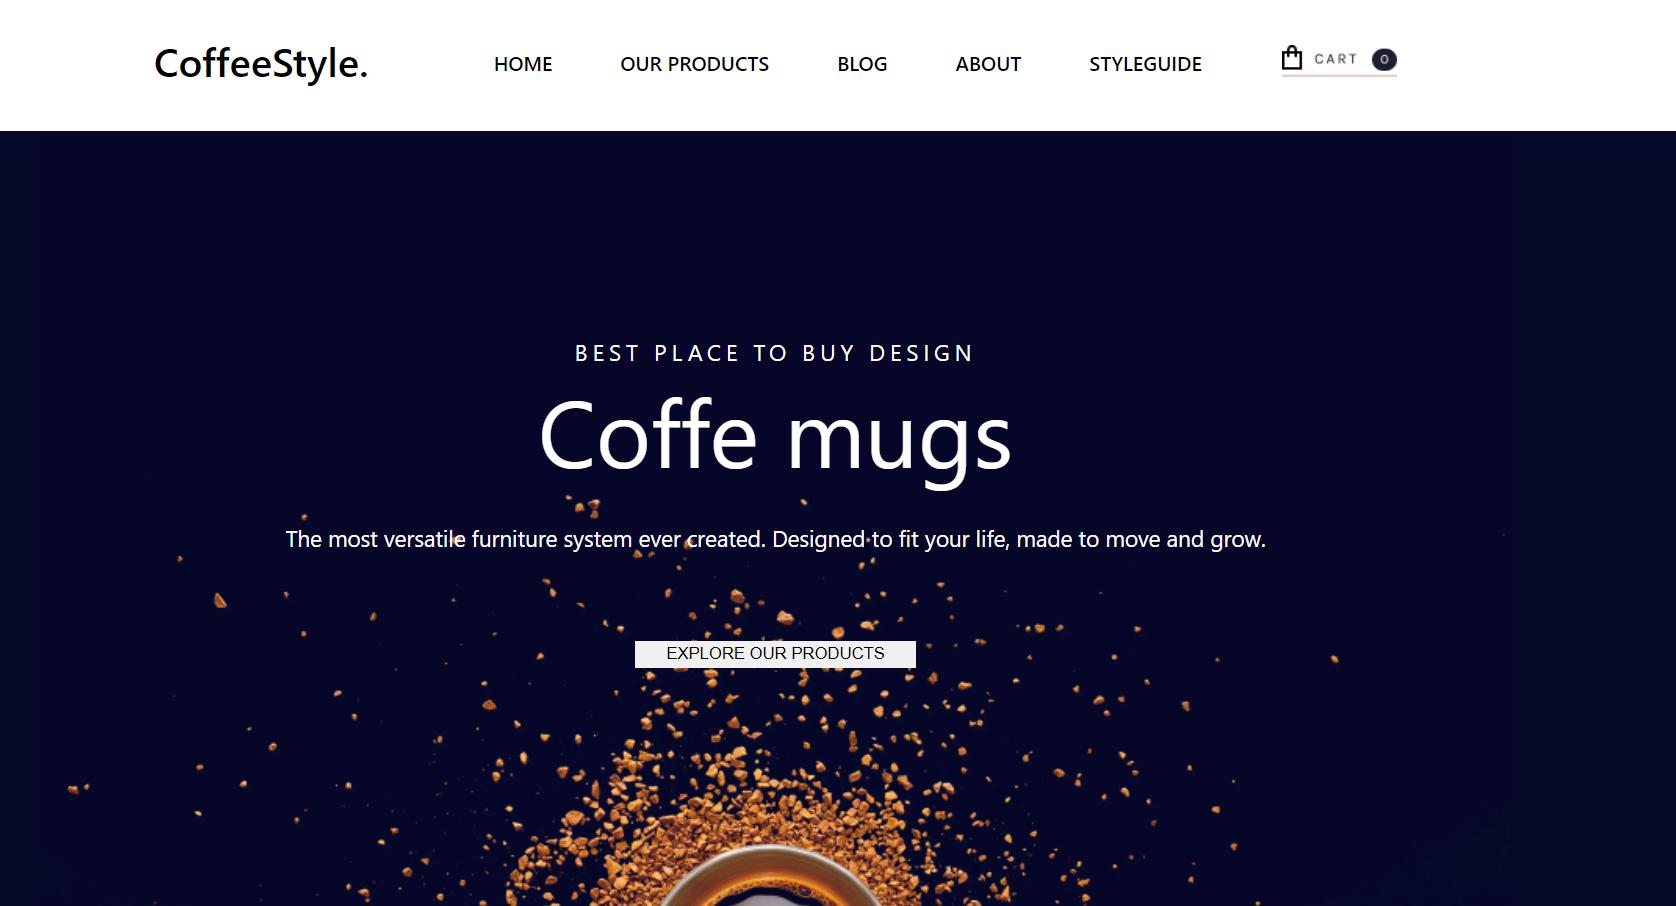 CoffeeStyle.
HOME OUR PRODUCTS BLOG ABOUT STYLEGUIDE CART 0
BEST PLACE TO BUY DESIGN
Coffe mugs
The most versatile furniture system ever created. Designed to fit your life, made to move and grow.
EXPLORE OUR PRODUCTS